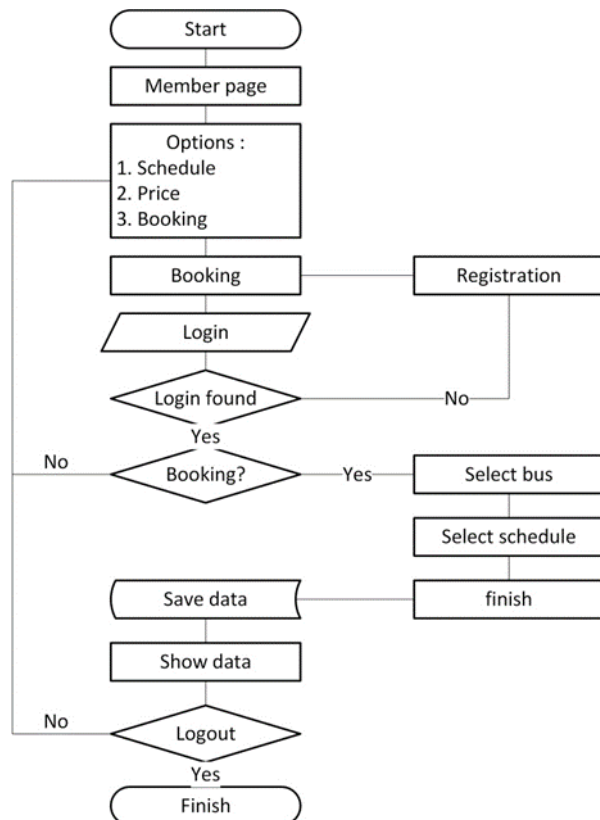 Start
Member page
Options :
1. Schedule
2. Price
3. Booking
Booking
Registration
Login
Login found
No
Yes
No
Booking?
Yes
Select bus
Select schedule
Save data
finish
Show data
No
Logout
Yes
Finish